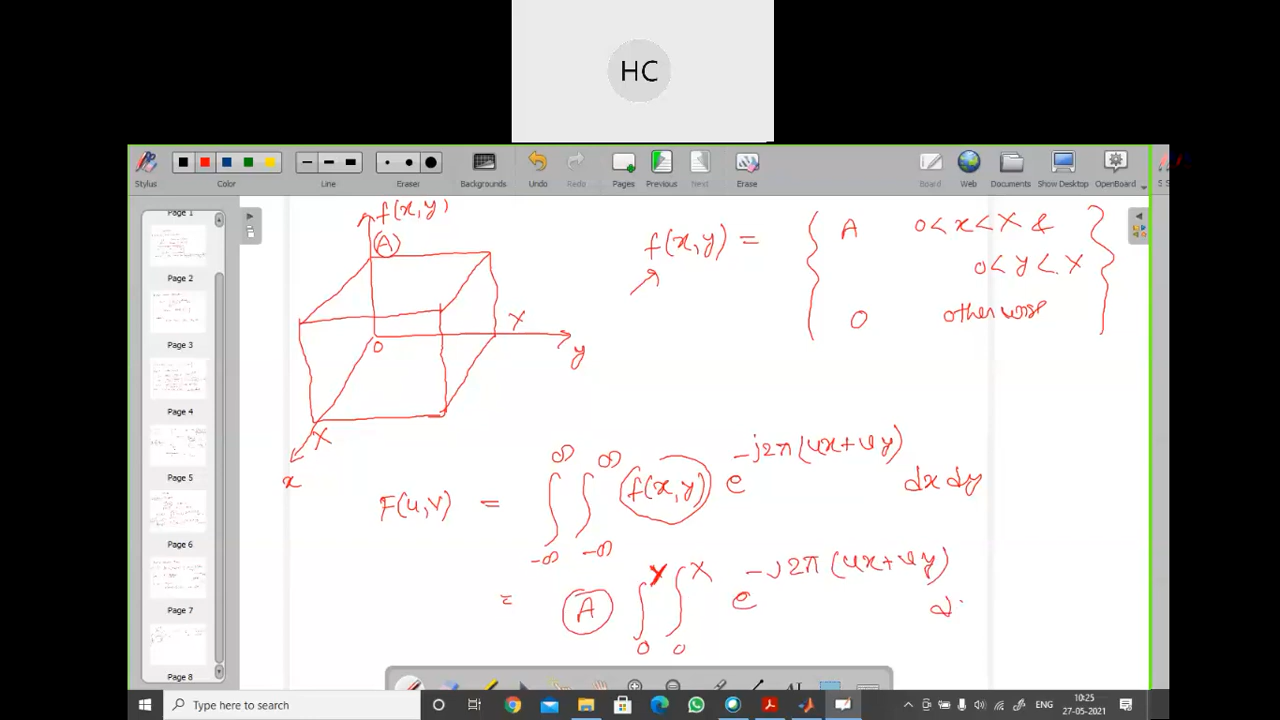 HC
Stylus
Color
Line
Eraser
Backgrounds
Undo
Redo
Pages
Previous
Next
Erase
Board
Web
Documents
Show Desktop
OpenBoard
Page 1
Page 2
Page 3
Page 4
Page 5
Page 6
Page 7
Page 8
f(x,y)
A
0
X
y
X
x
f(x,y) = { A 0<x<X &
0<y<X
0 otherwise }
F(u,v) = ∫_{-∞}^{∞} ∫_{-∞}^{∞} f(x,y) e^{-j2π(ux+vy)} dx dy
= A ∫_0^X ∫_0^X e^{-j2π(ux+vy)} d
Type here to search
ENG
10:25
27-05-2021